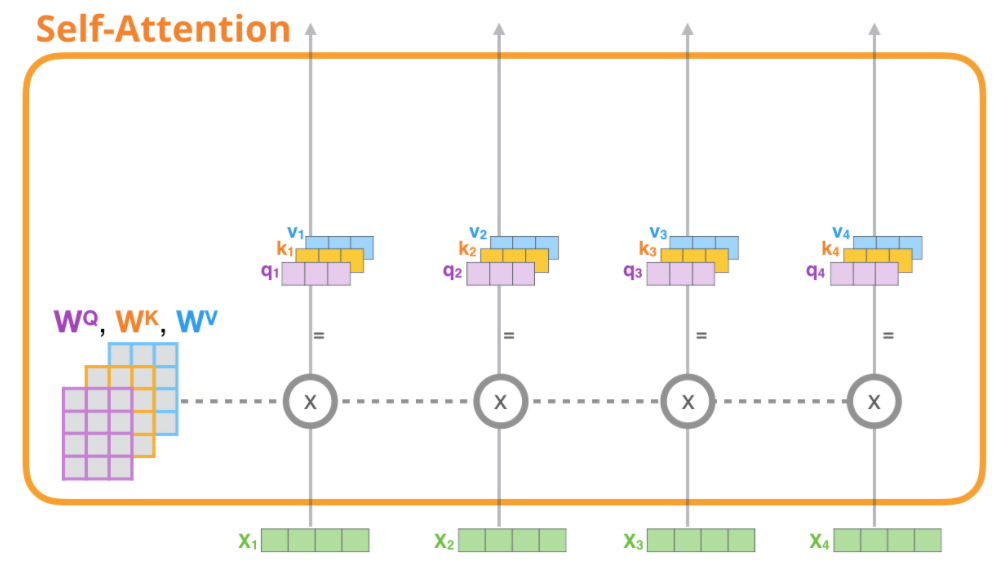 Self-Attention
v1 v2 v3 v4
k1 k2 k3 k4
q1 q2 q3 q4
WQ, WK, WV
= = = =
X X X X
X1 X2 X3 X4